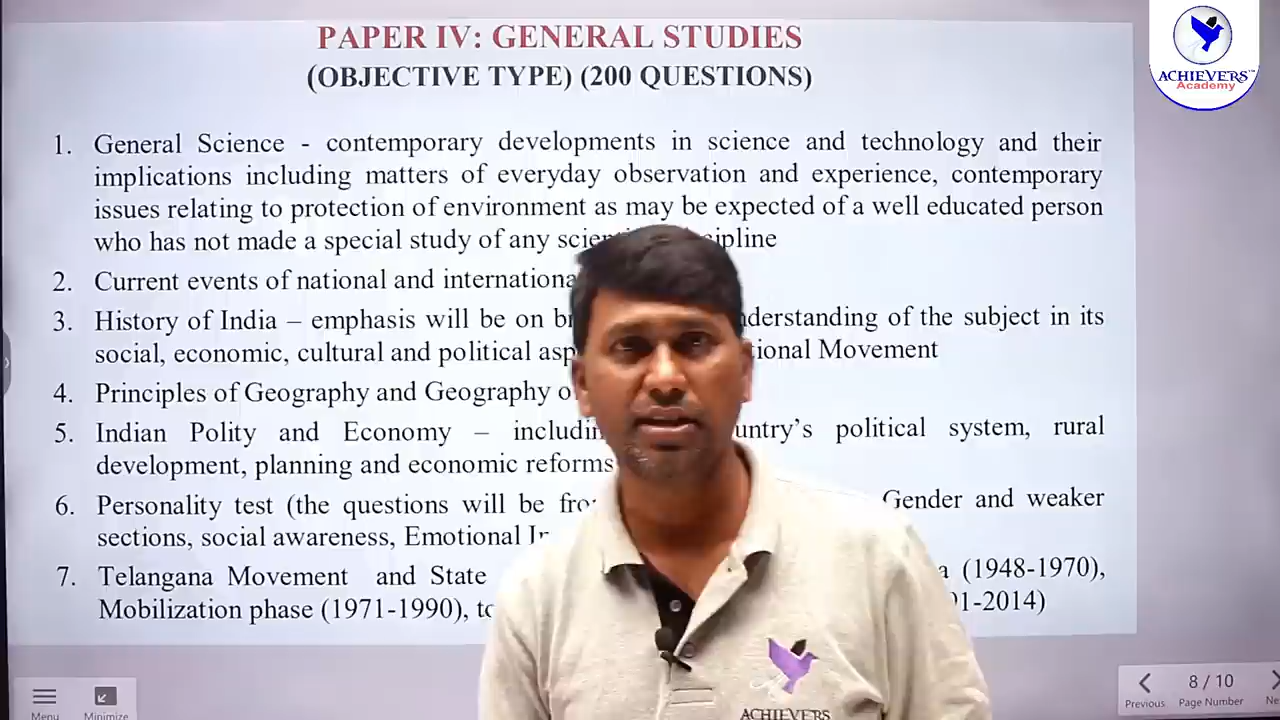 PAPER IV: GENERAL STUDIES
(OBJECTIVE TYPE) (200 QUESTIONS)
ACHIEVERS
Academy
1. General Science - contemporary developments in science and technology and their
implications including matters of everyday observation and experience, contemporary
issues relating to protection of environment as may be expected of a well educated person
who has not made a special study of any
2. Current events of national and
3. History of India – emphasis will be on of the subject in its
social, economic, cultural and political Movement
4. Principles of Geography and Geography
5. Indian Polity and Economy – political system, rural
development, planning and economic reforms
6. Personality test (the questions will be Gender and weaker
sections, social awareness, Emotional
7. Telangana Movement and State (1948-1970),
Mobilization phase (1971-1990),
8 / 10
Previous Page Number
Menu Minimize
ACHIEVERS